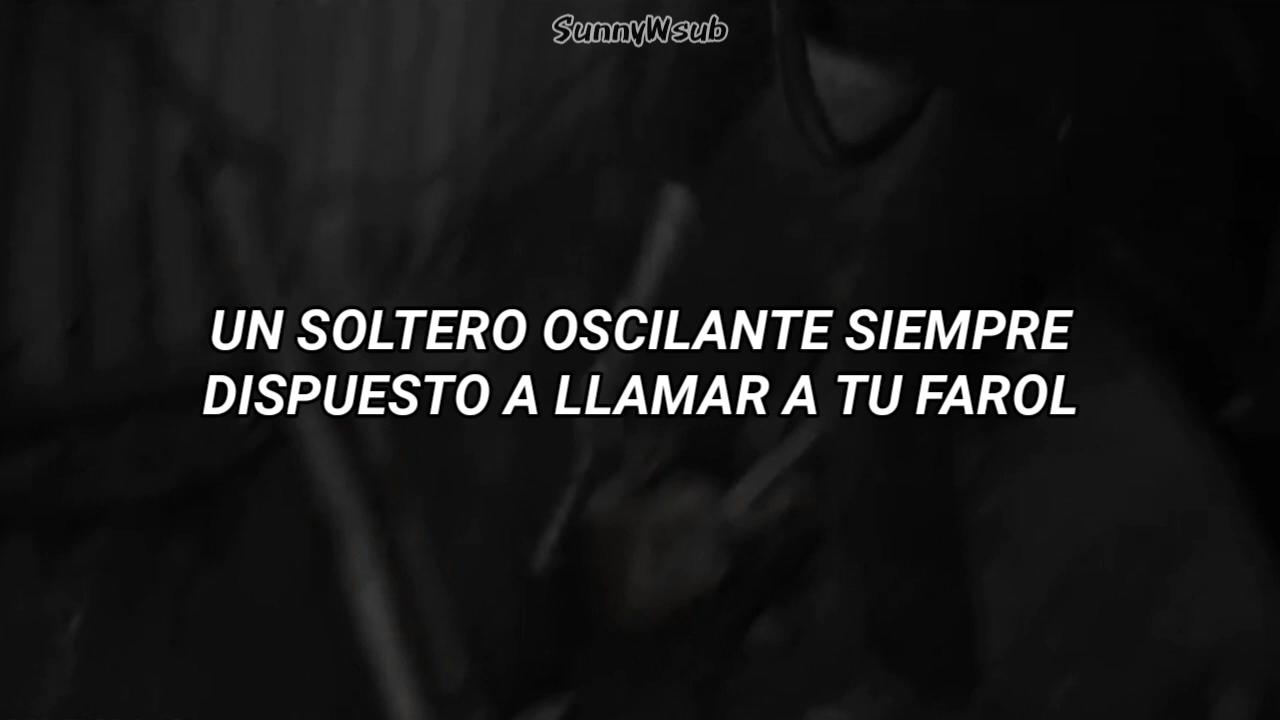 SunnyWsub
UN SOLTERO OSCILANTE SIEMPRE
DISPUESTO A LLAMAR A TU FAROL